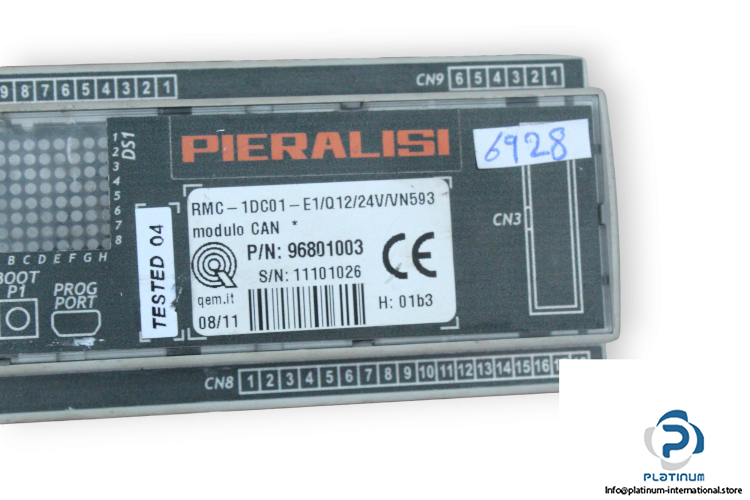 9 8 7 6 5 4 3 2 1
CN9 6 5 4 3 2 1
1
2
3
4
5
6
7
8
DS1
B C D E F G H
BOOT
P1
PROG
PORT
TESTED 04
PIERALISI
6928
RMC-1DC01-E1/Q12/24V/VN593
modulo CAN *
P/N: 96801003
S/N: 11101026
qem.it
08/11
H: 01b3
CE
CN3
CN8 1 2 3 4 5 6 7 8 9 10 11 12 13 14 15 16
PLATINUM
Info@platinum-international.store